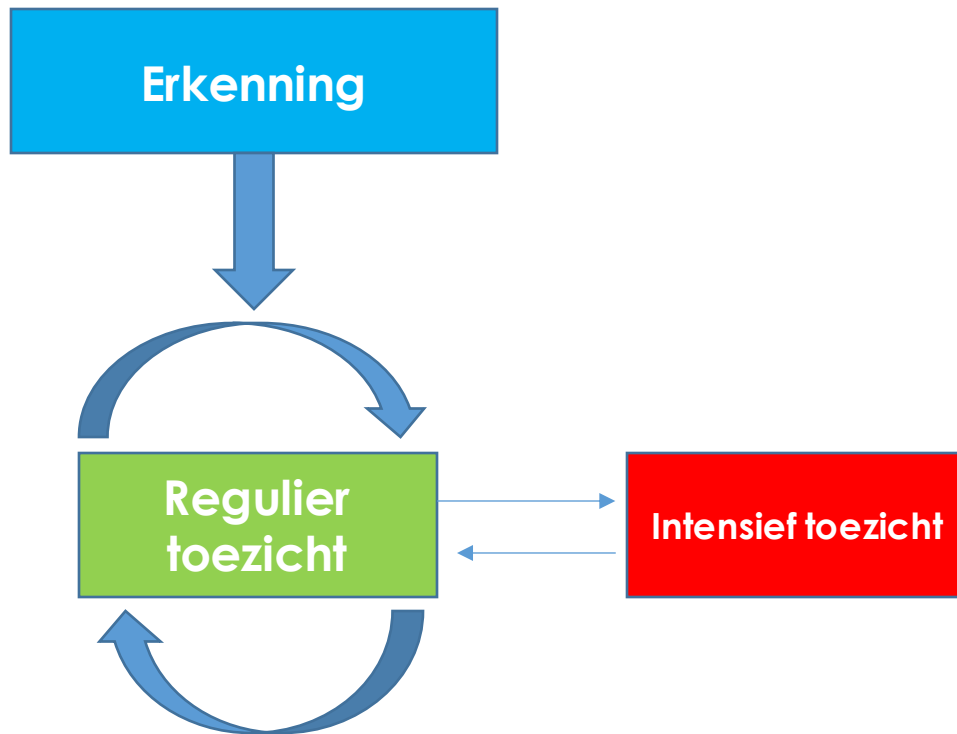 Erkenning
Regulier
toezicht
Intensief toezicht